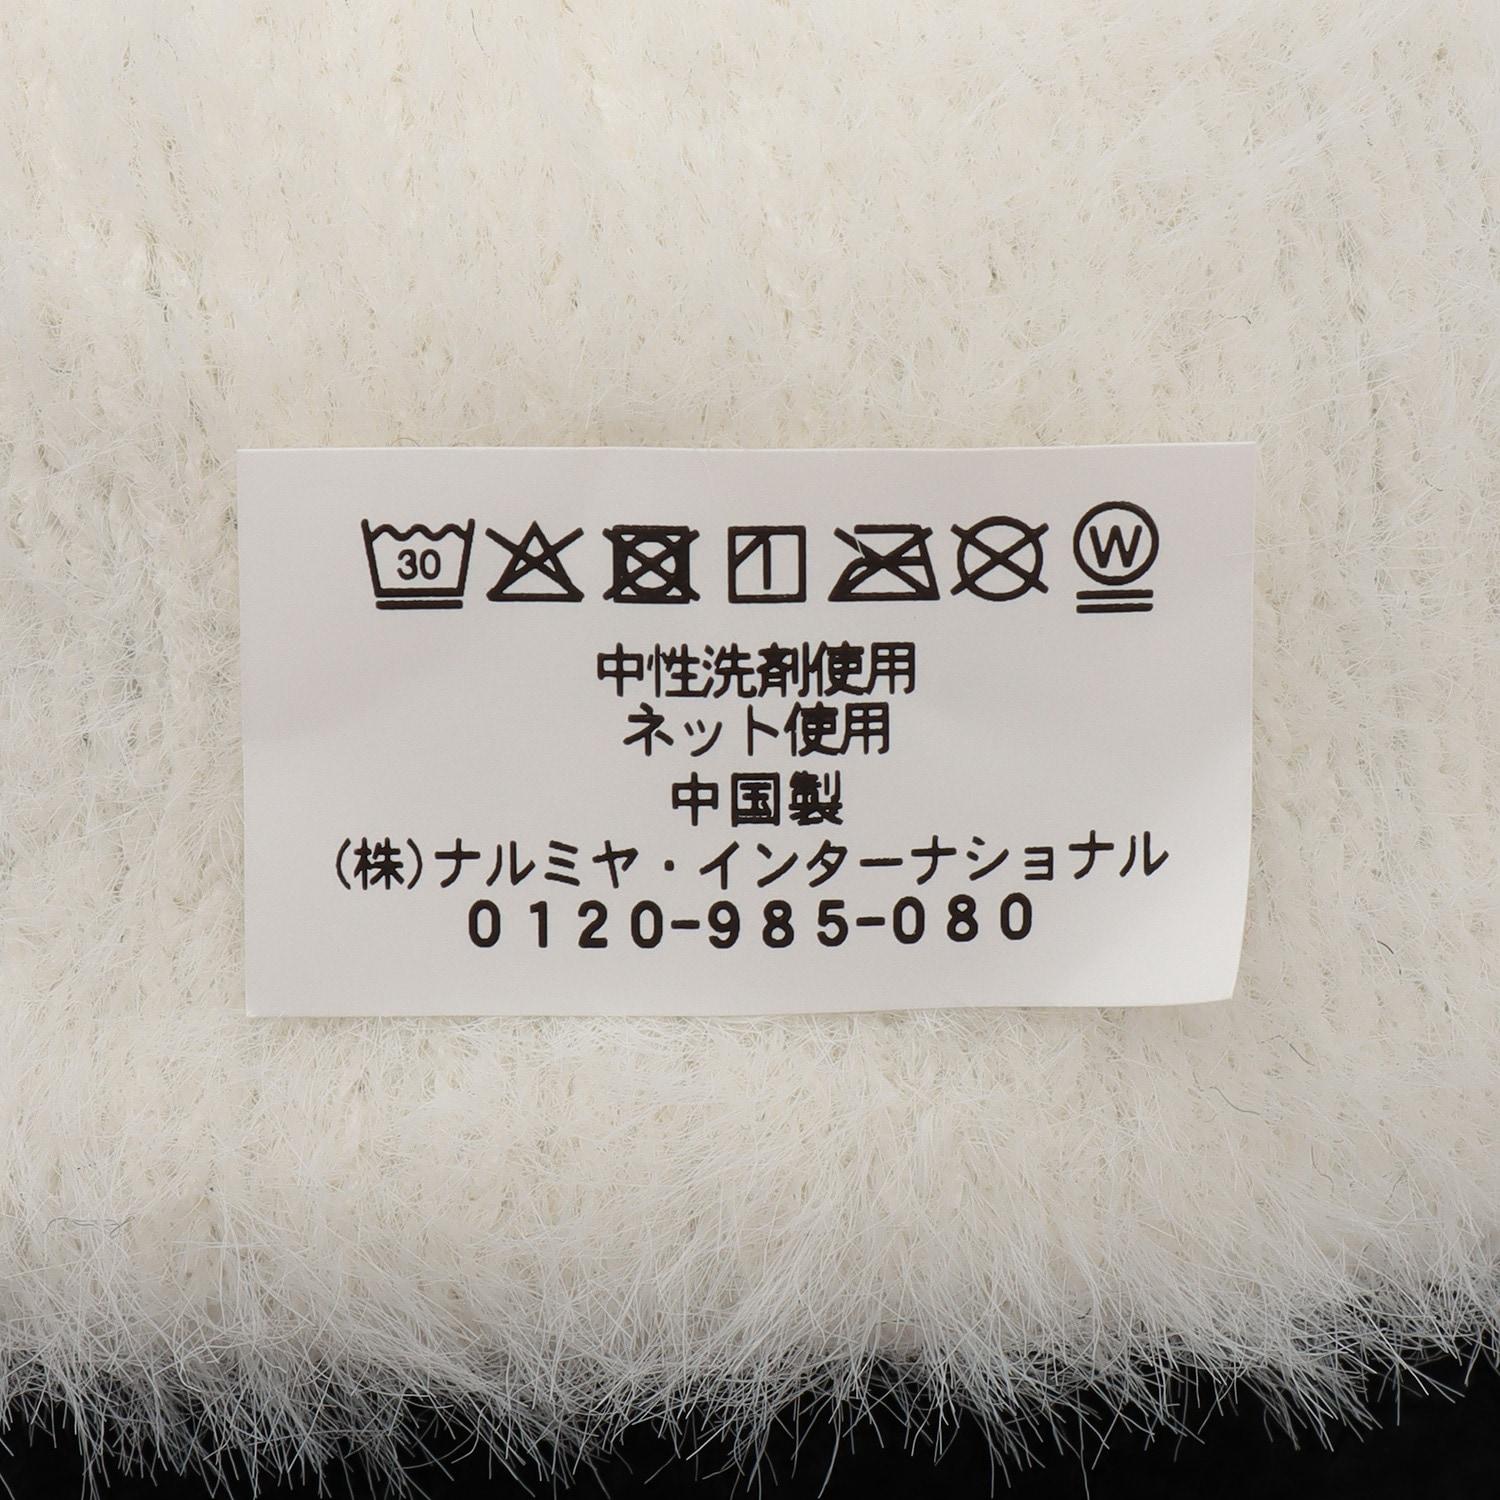 30 W
中性洗剤使用
ネット使用
中国製
(株)ナルミヤ・インターナショナル
0120-985-080